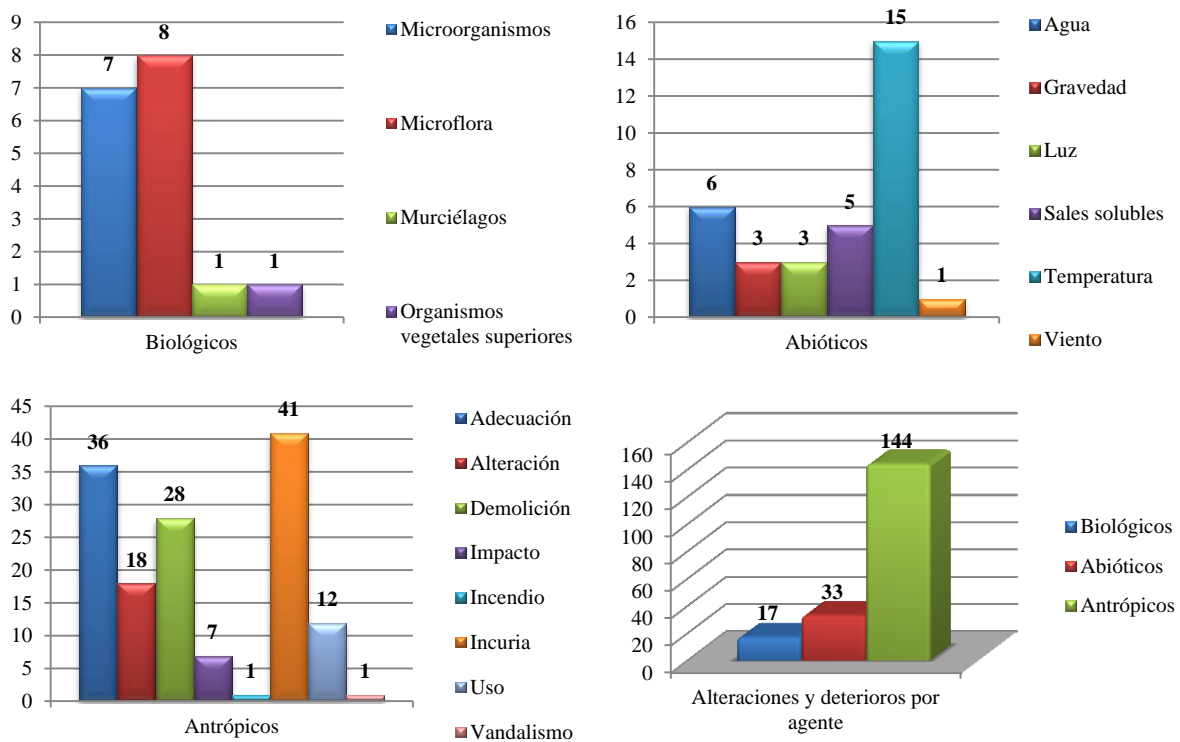 9
8
7
6
5
4
3
2
1
0
7
8
1
1
Biológicos
Microorganismos
Microflora
Murciélagos
Organismos
vegetales superiores
16
14
12
10
8
6
4
2
0
6
3
3
5
15
1
Abióticos
Agua
Gravedad
Luz
Sales solubles
Temperatura
Viento
45
40
35
30
25
20
15
10
5
0
36
18
28
7
1
41
12
1
Antrópicos
Adecuación
Alteración
Demolición
Impacto
Incendio
Incuria
Uso
Vandalismo
160
140
120
100
80
60
40
20
0
17
33
144
Alteraciones y deterioros por
agente
Biológicos
Abióticos
Antrópicos